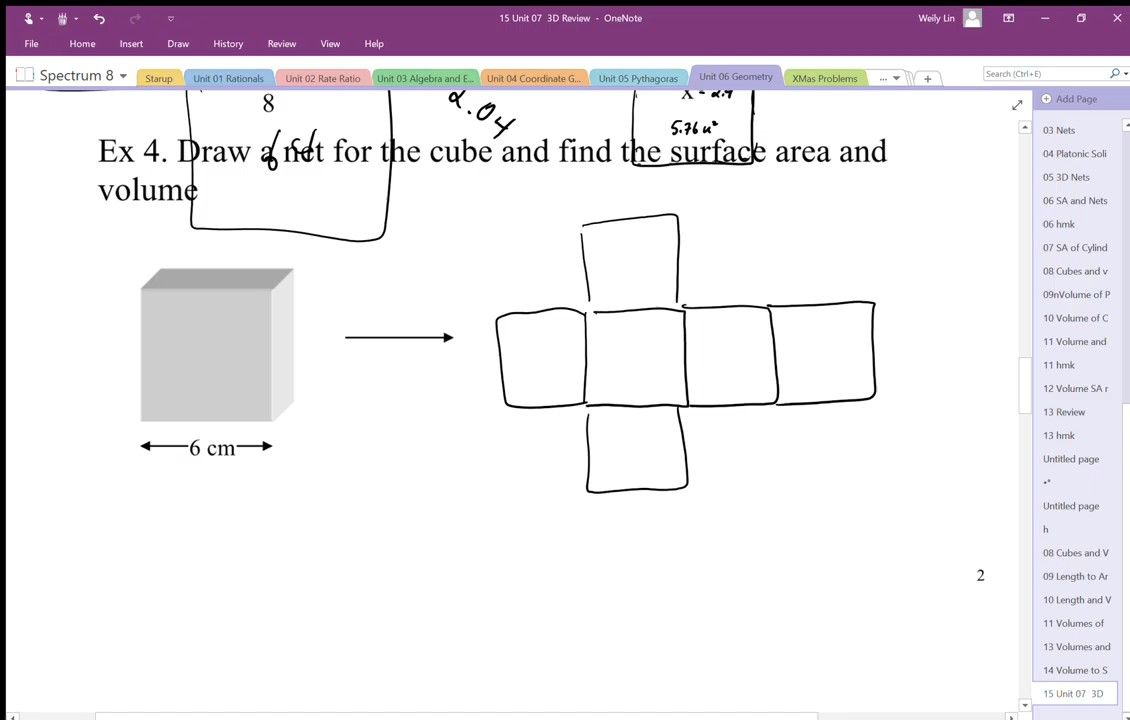 15 Unit 07 3D Review - OneNote
Weily Lin
File Home Insert Draw History Review View Help
Spectrum 8
Starup
Unit 01 Rationals
Unit 02 Rate Ratio
Unit 03 Algebra and E...
Unit 04 Coordinate G...
Unit 05 Pythagoras
Unit 06 Geometry
XMas Problems
...
Search (Ctrl+E)
Add Page
03 Nets
04 Platonic Soli
05 3D Nets
06 SA and Nets
06 hmk
07 SA of Cylind
08 Cubes and v
09nVolume of P
10 Volume of C
11 Volume and
11 hmk
12 Volume SA r
13 Review
13 hmk
Untitled page
•*
Untitled page
h
08 Cubes and V
09 Length to Ar
10 Length and V
11 Volumes of
13 Volumes and
14 Volume to S
15 Unit 07 3D
8
2.04
x = 2.4
5.76 u²
Ex 4. Draw a net for the cube and find the surface area and
volume
6 cm
2